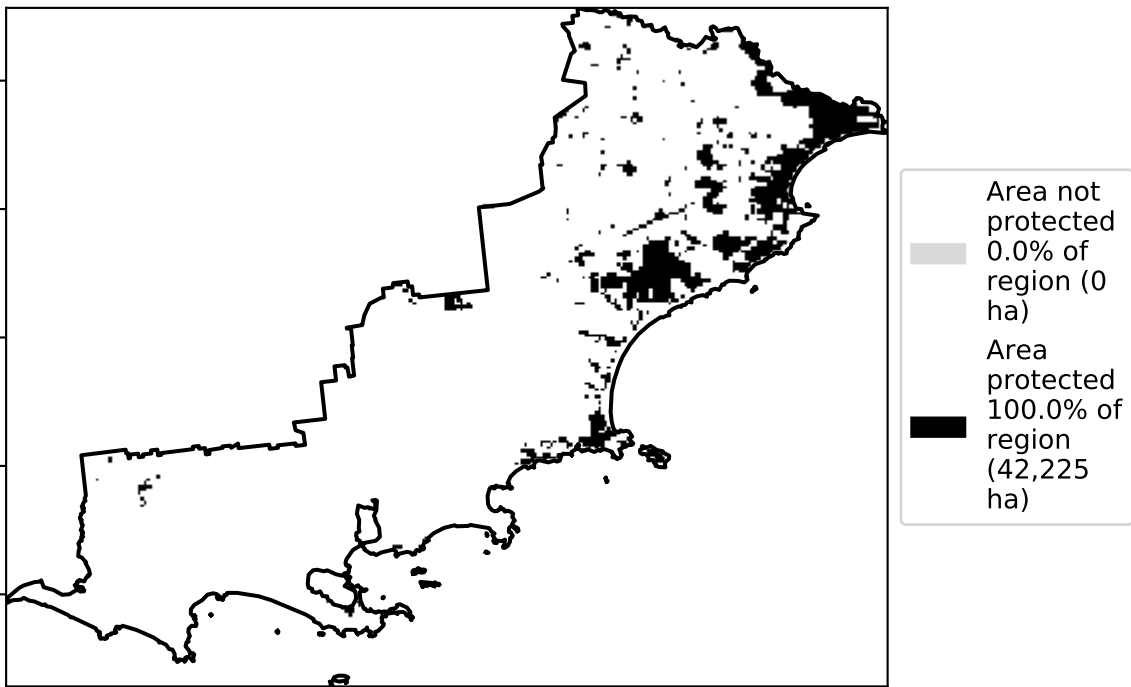 Area not
protected
0.0% of
region (0
ha)
Area
protected
100.0% of
region
(42,225
ha)